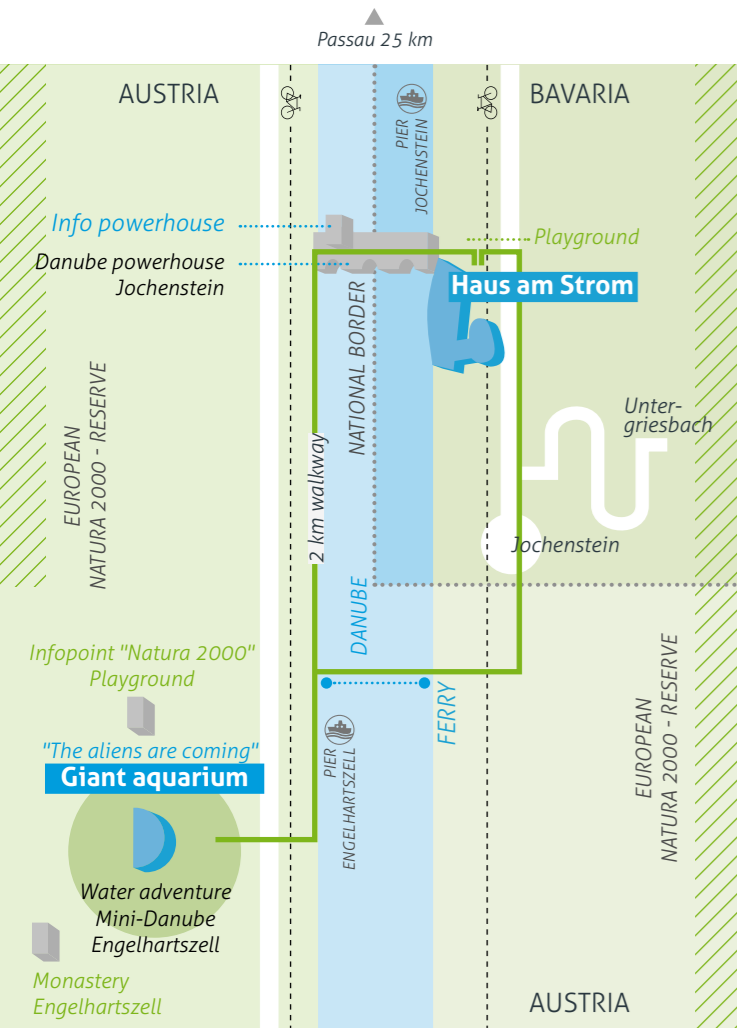 Passau 25 km
AUSTRIA
BAVARIA
PIER
JOCHENSTEIN
Info powerhouse
Playground
Danube powerhouse
Jochenstein
Haus am Strom
NATIONAL BORDER
EUROPEAN
NATURA 2000 - RESERVE
Unter-
griesbach
2 km walkway
Jochenstein
DANUBE
Infopoint "Natura 2000"
Playground
FERRY
EUROPEAN
NATURA 2000 - RESERVE
"The aliens are coming"
Giant aquarium
PIER
ENGELHARTSZELL
Water adventure
Mini-Danube
Engelhartszell
Monastery
Engelhartszell
AUSTRIA